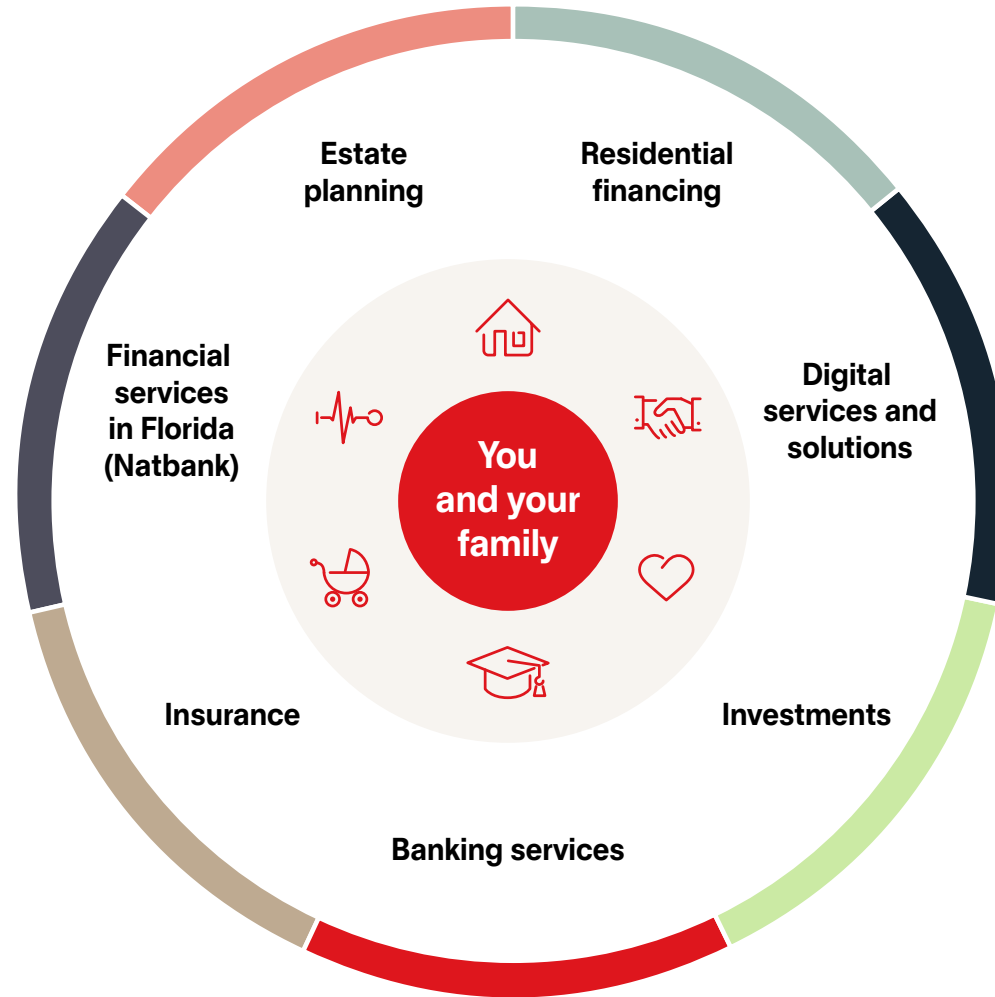 Estate
planning
Residential
financing
Financial
services
in Florida
(Natbank)
Digital
services and
solutions
You
and your
family
Insurance
Investments
Banking services